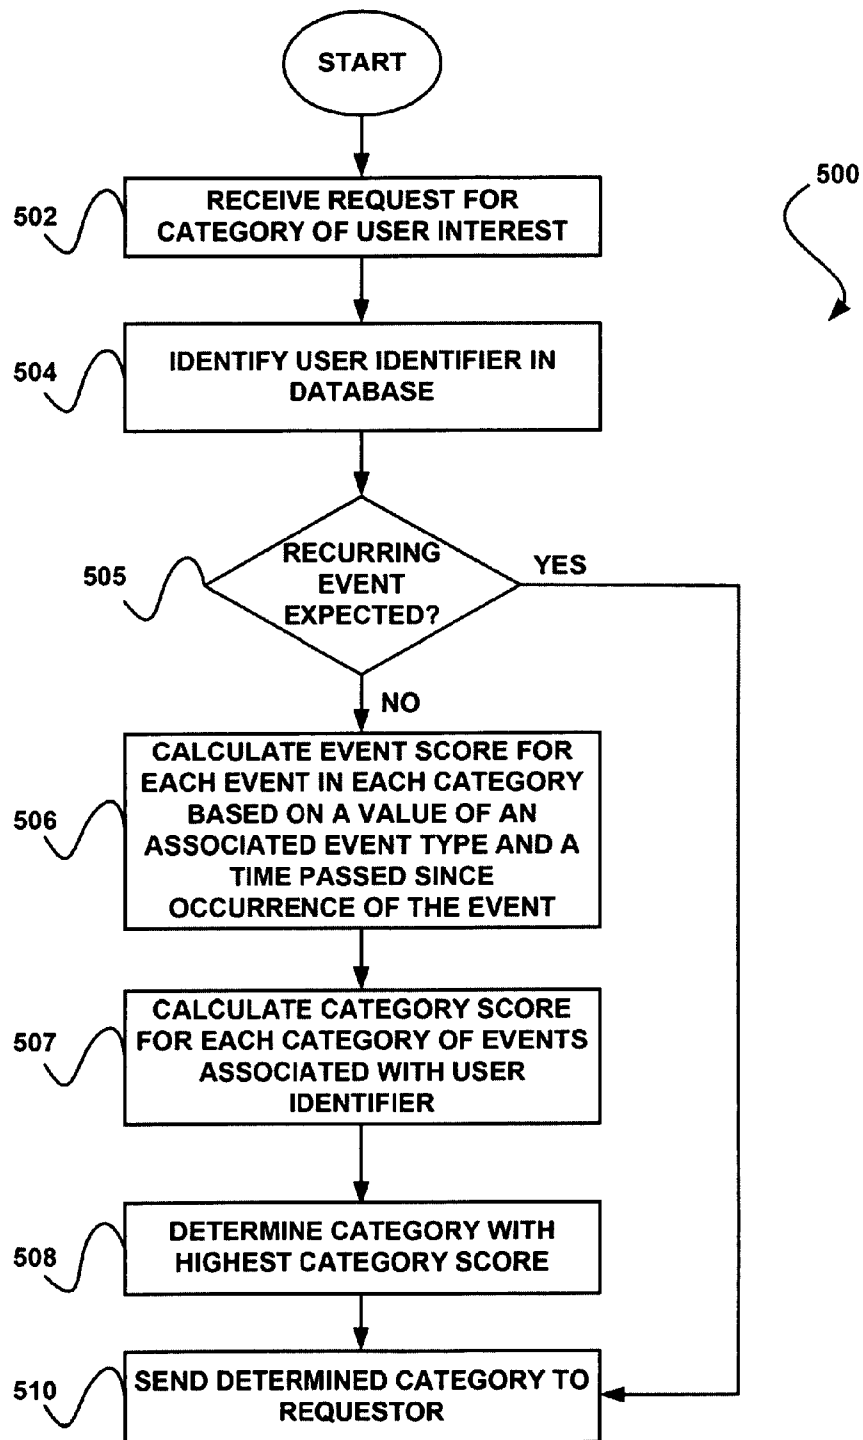 START
500
502
RECEIVE REQUEST FOR
CATEGORY OF USER INTEREST
504
IDENTIFY USER IDENTIFIER IN
DATABASE
505
RECURRING
EVENT
EXPECTED?
YES
NO
506
CALCULATE EVENT SCORE FOR
EACH EVENT IN EACH CATEGORY
BASED ON A VALUE OF AN
ASSOCIATED EVENT TYPE AND A
TIME PASSED SINCE
OCCURRENCE OF THE EVENT
507
CALCULATE CATEGORY SCORE
FOR EACH CATEGORY OF EVENTS
ASSOCIATED WITH USER
IDENTIFIER
508
DETERMINE CATEGORY WITH
HIGHEST CATEGORY SCORE
510
SEND DETERMINED CATEGORY TO
REQUESTOR